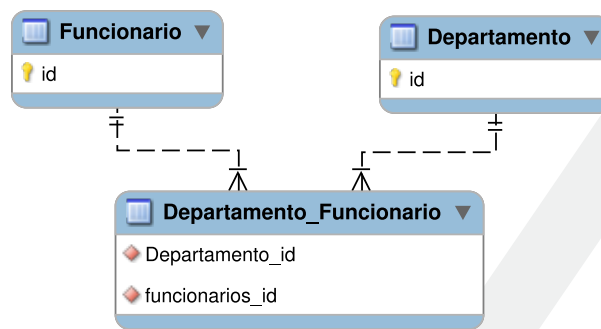 Funcionario
id
Departamento
id
Departamento_Funcionario
Departamento_id
funcionarios_id